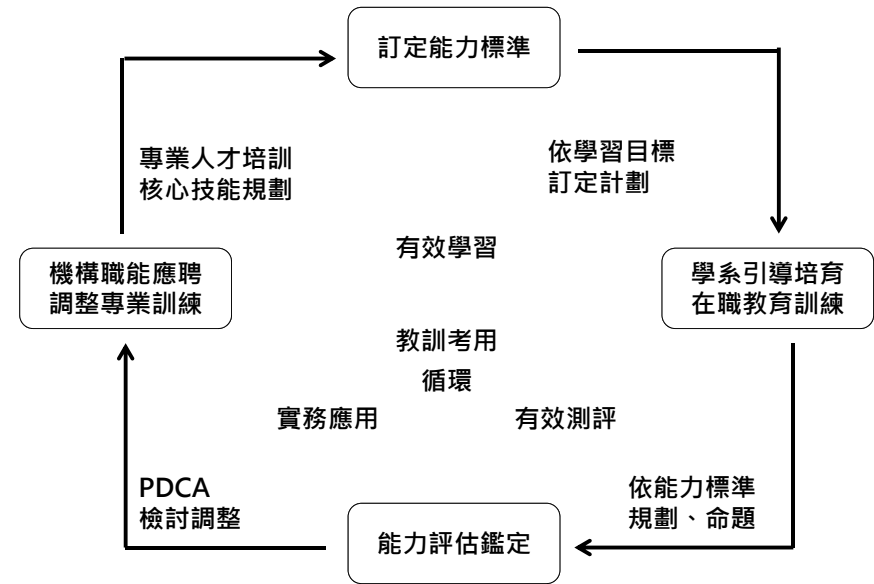 訂定能力標準
專業人才培訓
核心技能規劃
依學習目標
訂定計劃
有效學習
機構職能應聘
調整專業訓練
學系引導培育
在職教育訓練
教訓考用
循環
實務應用
有效測評
PDCA
檢討調整
依能力標準
規劃、命題
能力評估鑑定